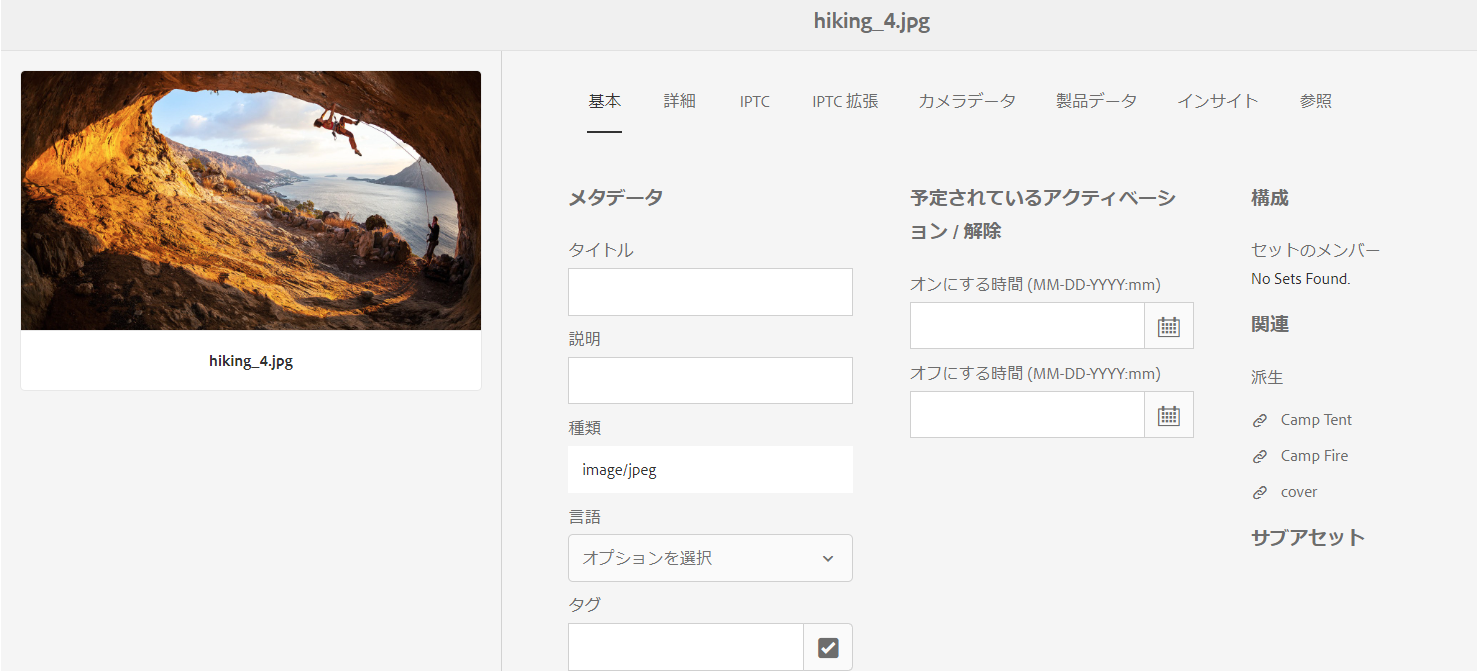 hiking_4.jpg
hiking_4.jpg
基本 詳細 IPTC IPTC 拡張 カメラデータ 製品データ インサイト 参照
メタデータ
タイトル
説明
種類
image/jpeg
言語
オプションを選択
タグ
予定されているアクティベーシ
ョン / 解除
オンにする時間 (MM-DD-YYYY:mm)
オフにする時間 (MM-DD-YYYY:mm)
構成
セットのメンバー
No Sets Found.
関連
派生
Camp Tent
Camp Fire
cover
サブアセット